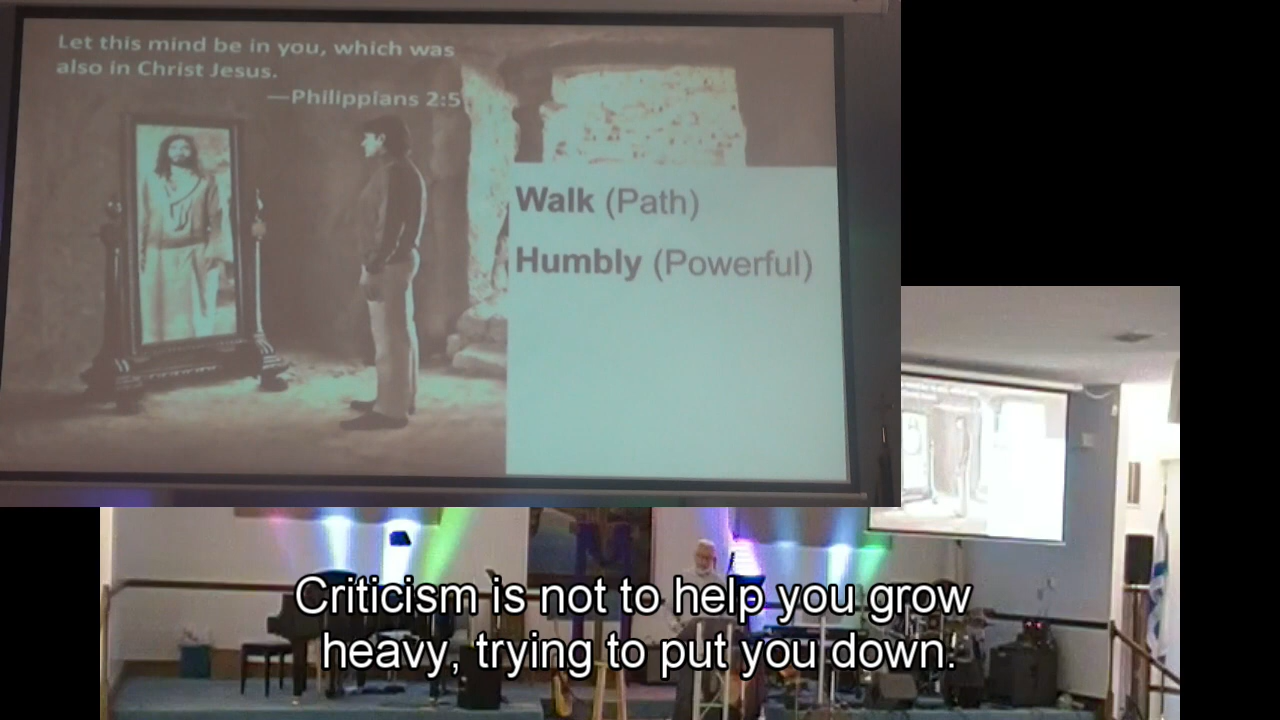 Let this mind be in you, which was
also in Christ Jesus.
—Philippians 2:5
Walk (Path)
Humbly (Powerful)
Criticism is not to help you grow
heavy, trying to put you down.